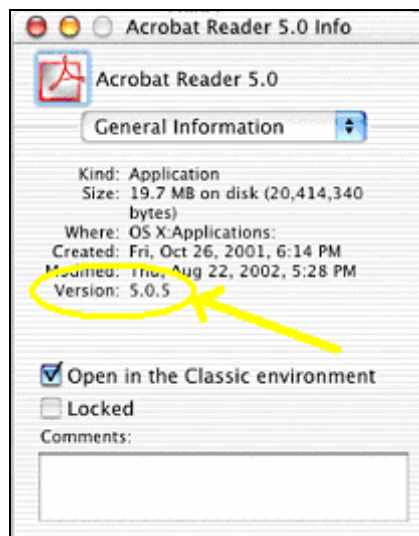 Acrobat Reader 5.0 Info
Acrobat Reader 5.0
General Information
Kind: Application
Size: 19.7 MB on disk (20,414,340
bytes)
Where: OS X:Applications:
Created: Fri, Oct 26, 2001, 6:14 PM
Modified: Thu, Aug 22, 2002, 5:28 PM
Version: 5.0.5
Open in the Classic environment
Locked
Comments: